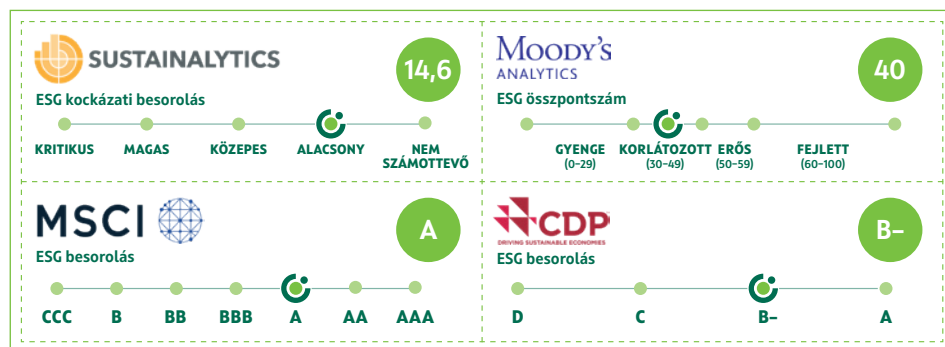 SUSTAINALYTICS
14,6
ESG kockázati besorolás
KRITIKUS MAGAS KÖZEPES ALACSONY NEM
SZÁMOTTEVŐ
MOODY'S
ANALYTICS
40
ESG összpontszám
GYENGE KORLÁTOZOTT ERŐS FEJLETT
(0–29) (30–49) (50–59) (60–100)
MSCI
A
ESG besorolás
CCC B BB BBB A AA AAA
CDP
DRIVING SUSTAINABLE ECONOMIES
B–
ESG besorolás
D C B– A